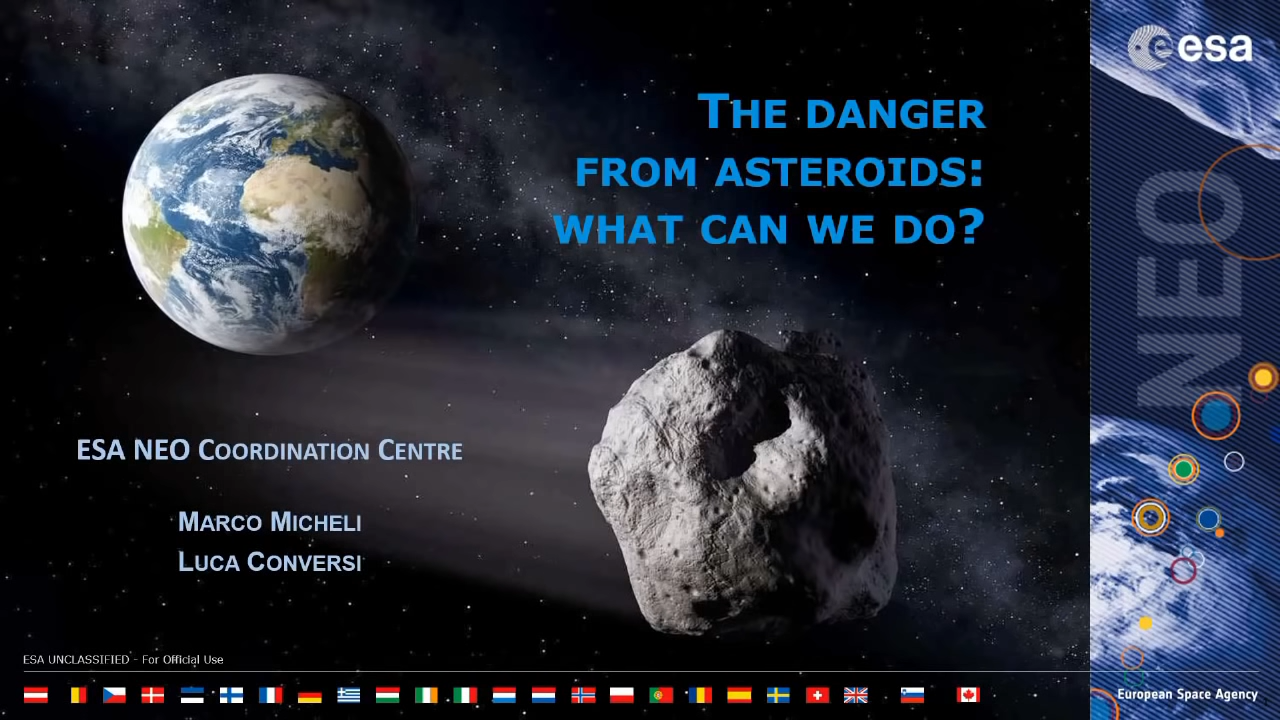 esa
THE DANGER
FROM ASTEROIDS:
WHAT CAN WE DO?
NEO
ESA NEO COORDINATION CENTRE
MARCO MICHELI
LUCA CONVERSI
ESA UNCLASSIFIED - For Official Use
European Space Agency